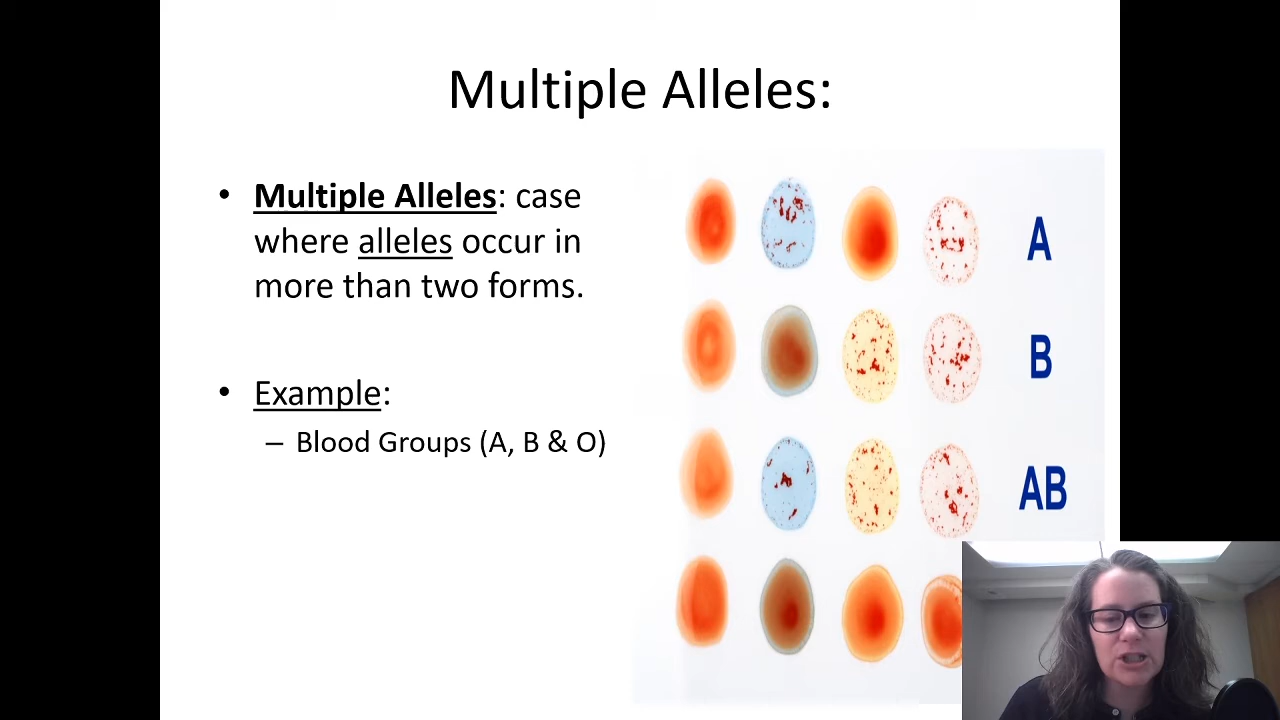 Multiple Alleles:
• Multiple Alleles: case
where alleles occur in
more than two forms.
• Example:
– Blood Groups (A, B & O)
A
B
AB